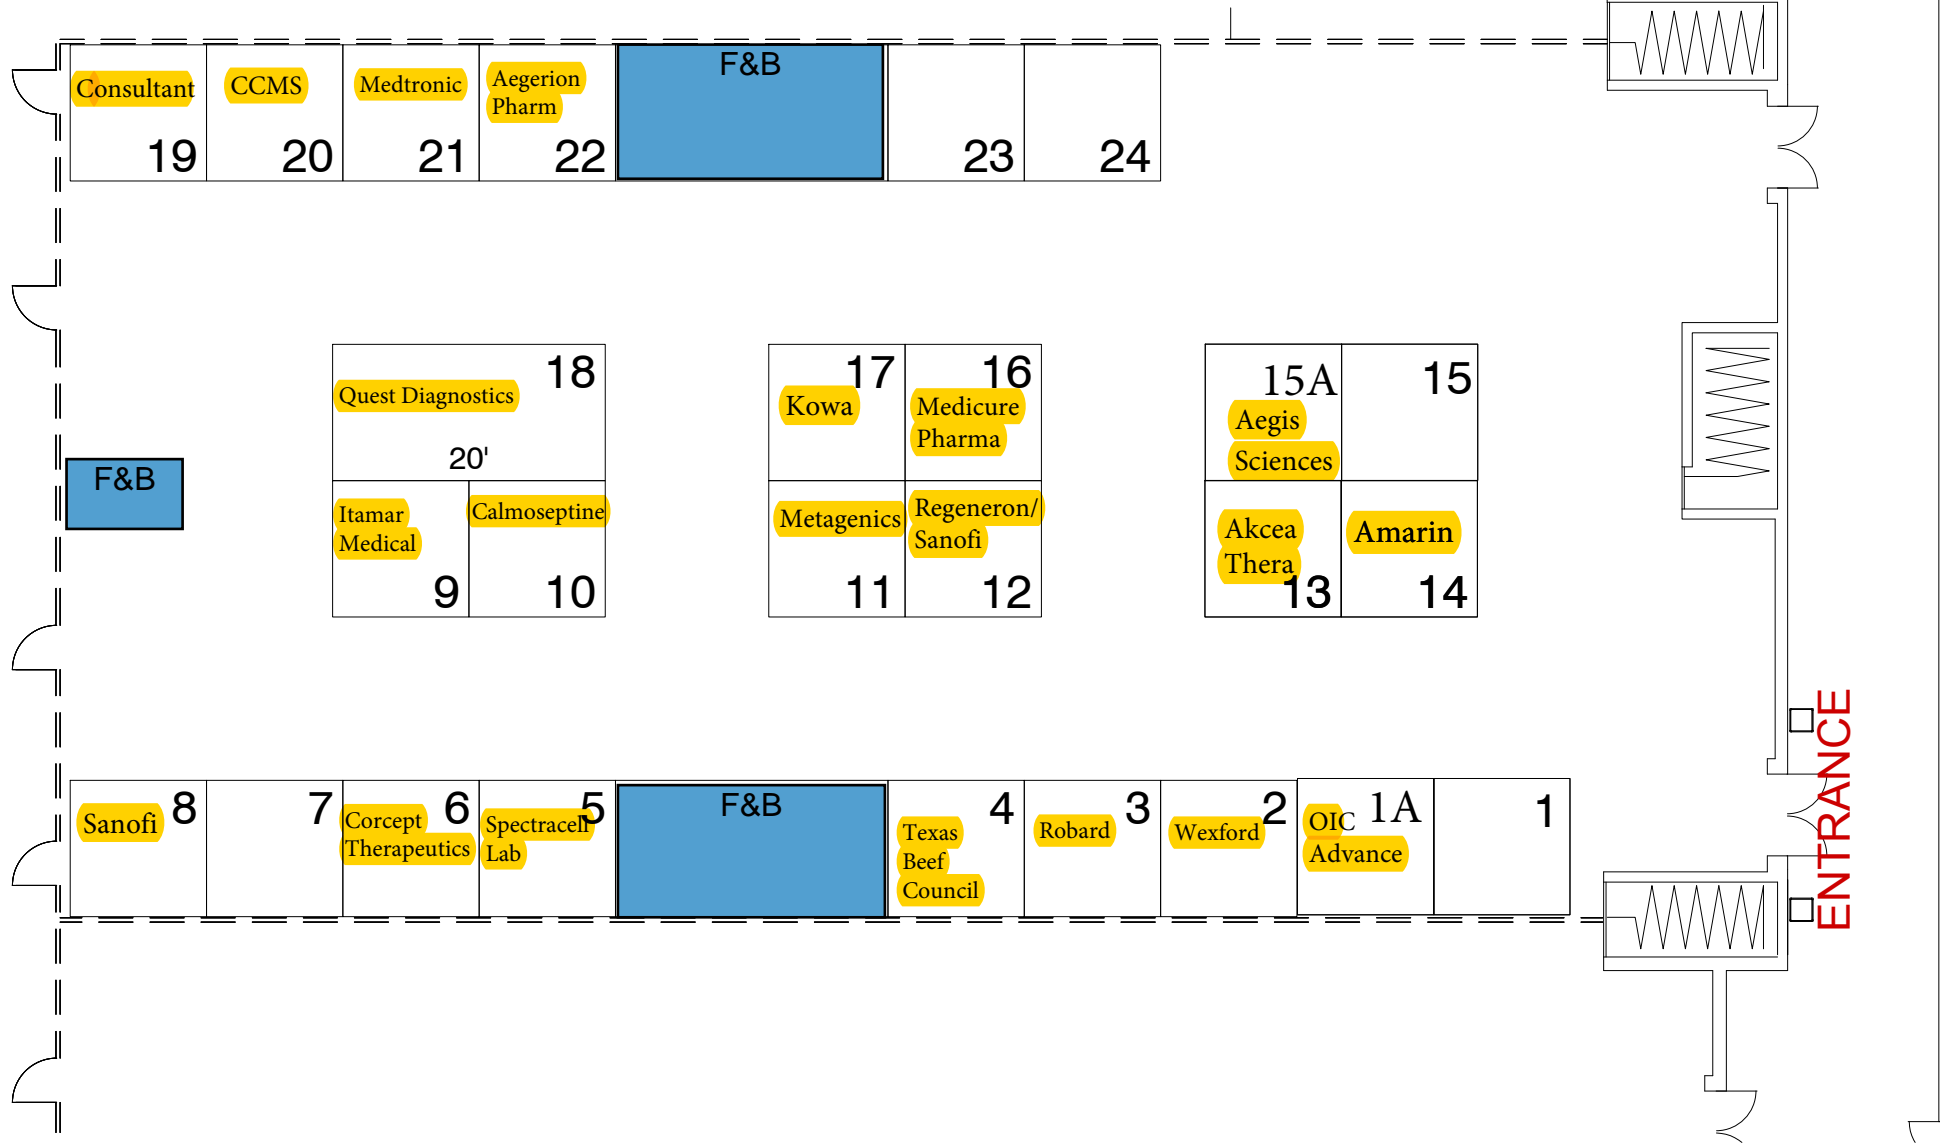 Consultant
19
CCMS
20
Medtronic
21
Aegerion
Pharm
22
F&B
23
24
18
Quest Diagnostics
20'
17
Kowa
16
Medicure
Pharma
15A
Aegis
Sciences
15
F&B
Itamar
Medical
9
Calmoseptine
10
Metagenics
11
Regeneron/
Sanofi
12
Akcea
Thera
13
Amarin
14
ENTRANCE
8
Sanofi
7
6
Corcept
Therapeutics
5
Spectracell
Lab
F&B
4
Texas
Beef
Council
3
Robard
2
Wexford
1A
OIC
Advance
1